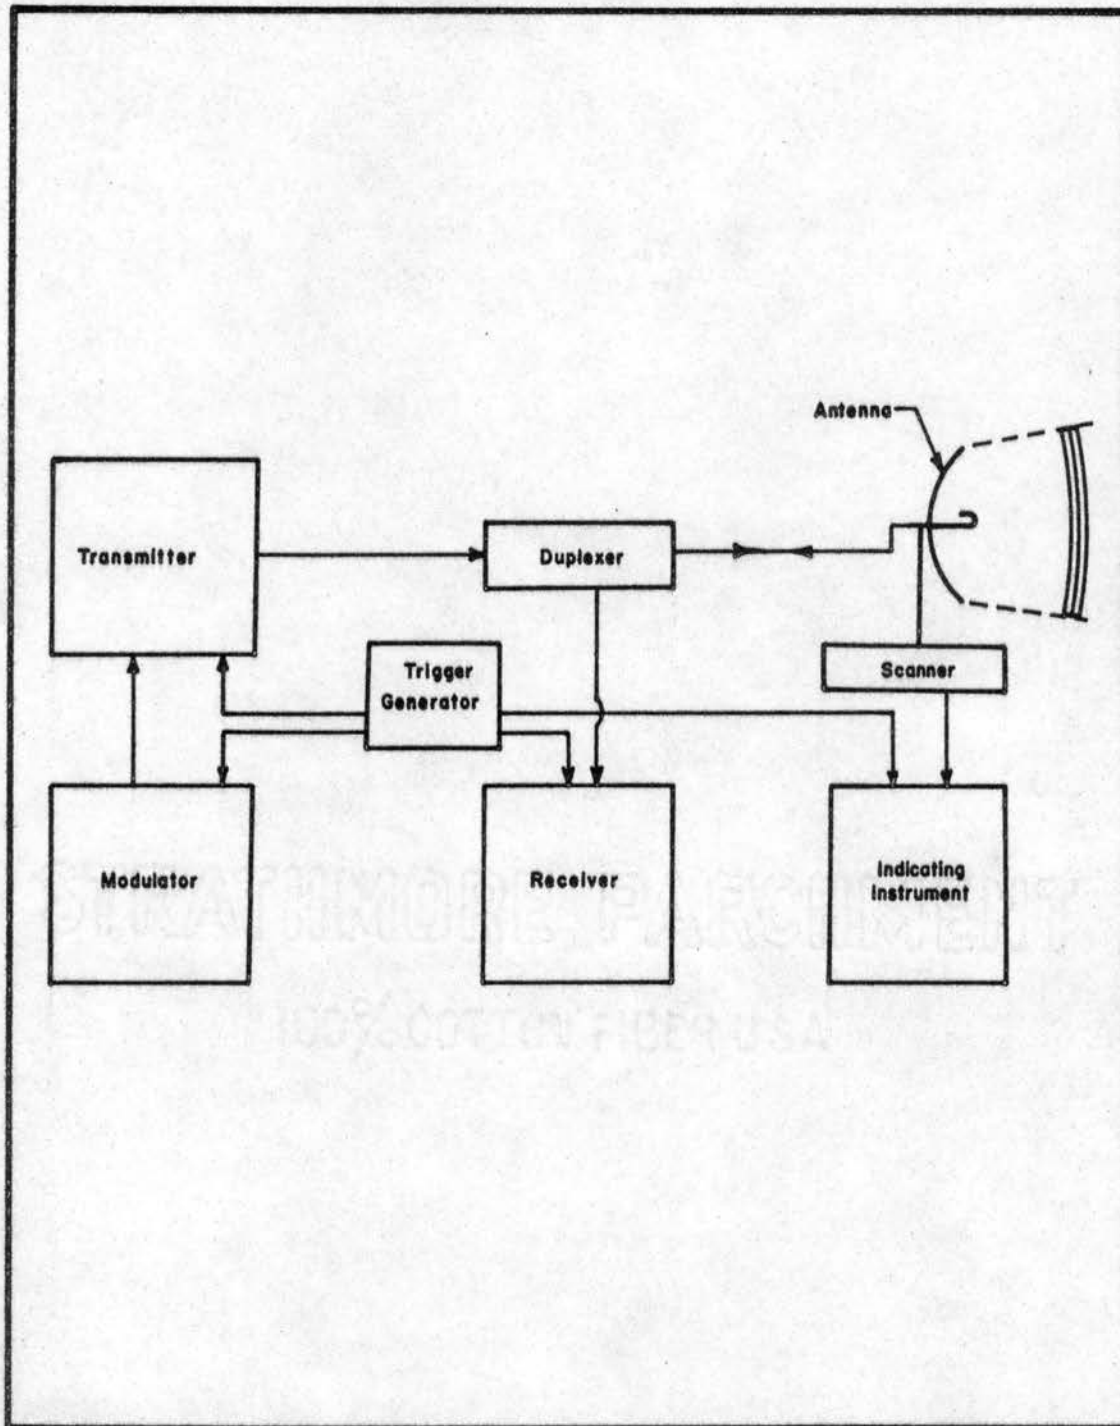 Antenna
Transmitter
Duplexer
Trigger
Generator
Scanner
Modulator
Receiver
Indicating
Instrument